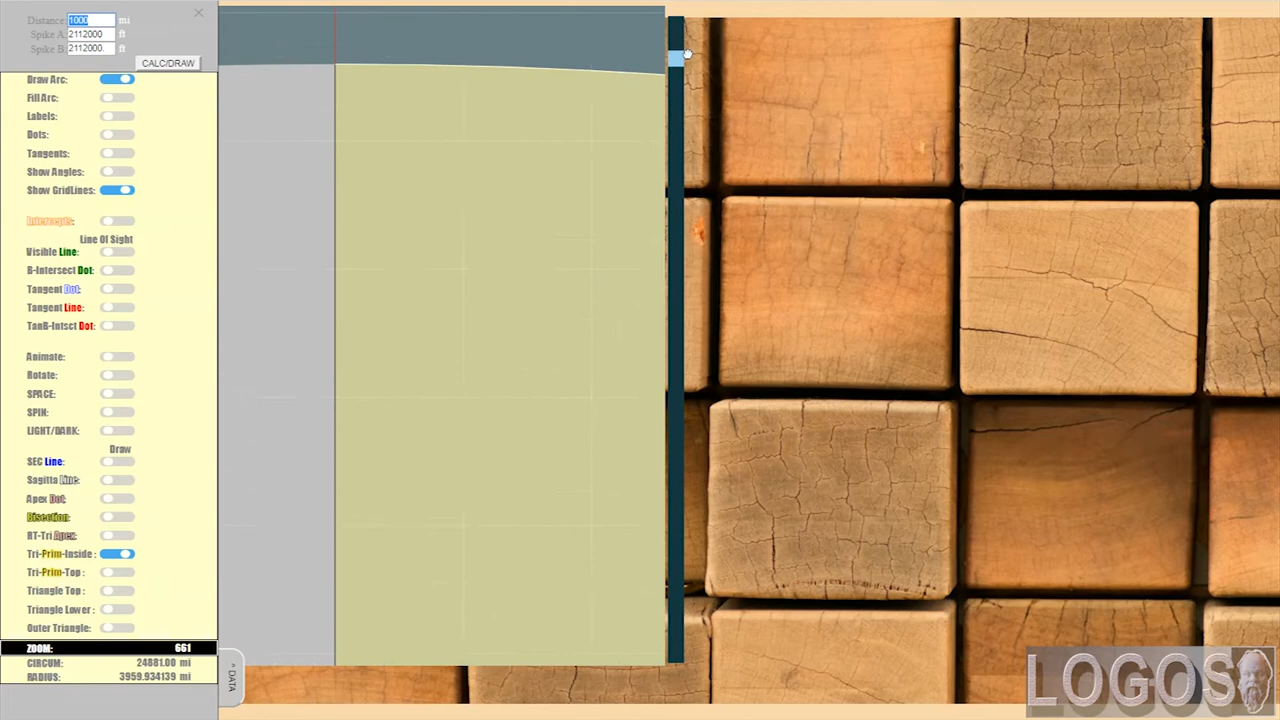 Distance: 1000 mi
Spike A: 2112000 ft
Spike B: 2112000. ft
CALC/DRAW
Draw Arc:
Fill Arc:
Labels:
Dots:
Tangents:
Show Angles:
Show GridLines:
Intercepts:
Line Of Sight
Visible Line:
B-Intersect Dot:
Tangent Dot:
Tangent Line:
TanB-Intsct Dot:
Animate:
Rotate:
SPACE:
SPIN:
LIGHT/DARK:
Draw
SEC Line:
Sagitta Line:
Apex Dot:
Bisection:
RT-Tri Apex:
Tri-Prim-Inside :
Tri-Prim-Top :
Triangle Top :
Triangle Lower :
Outer Triangle:
ZOOM: 661
CIRCUM: 24881.00 mi
RADIUS: 3959.934139 mi
^ DATA
LOGOS